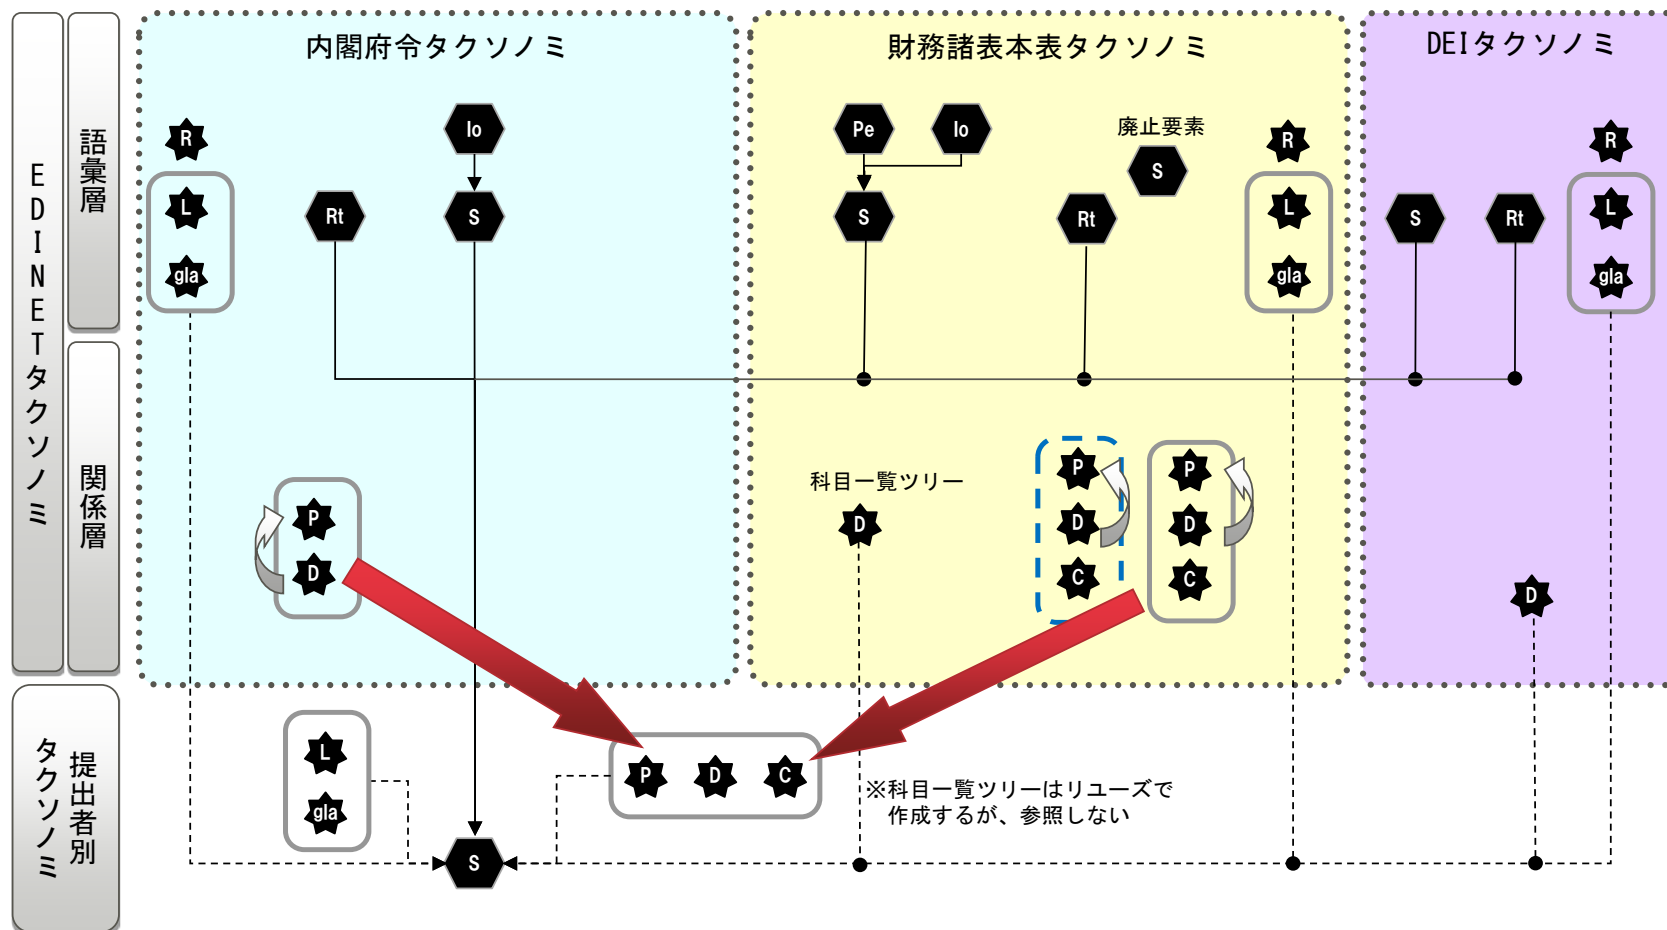 EDINETタクソノミ
語彙層
関係層
提出者別
タクソノミ
内閣府令タクソノミ
R
L
gla
Rt
Io
S
P
D
財務諸表本表タクソノミ
Pe
Io
S
廃止要素
S
Rt
R
L
gla
科目一覧ツリー
D
P
D
C
P
D
C
DEIタクソノミ
S
Rt
R
L
gla
D
L
gla
P
D
C
S
※科目一覧ツリーはリユーズで
作成するが、参照しない